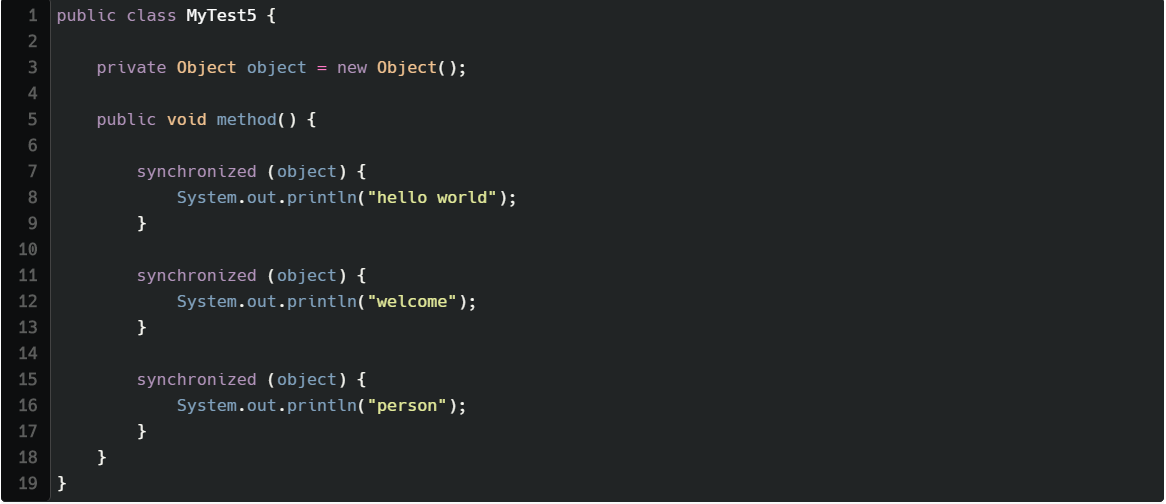 1 public class MyTest5 {
2
3     private Object object = new Object();
4
5     public void method() {
6
7         synchronized (object) {
8             System.out.println("hello world");
9         }
10
11         synchronized (object) {
12             System.out.println("welcome");
13         }
14
15         synchronized (object) {
16             System.out.println("person");
17         }
18     }
19 }